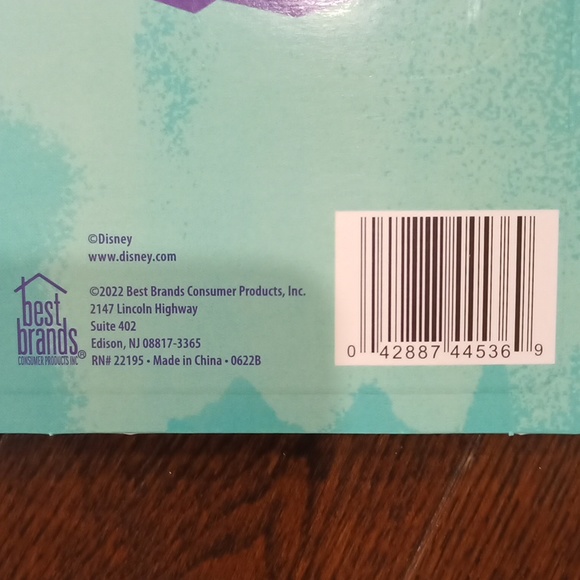 ©Disney
www.disney.com
©2022 Best Brands Consumer Products, Inc.
2147 Lincoln Highway
Suite 402
Edison, NJ 08817-3365
RN# 22195 • Made in China • 0622B
best
brands®
CONSUMER PRODUCTS INC
0 42887 44536 9